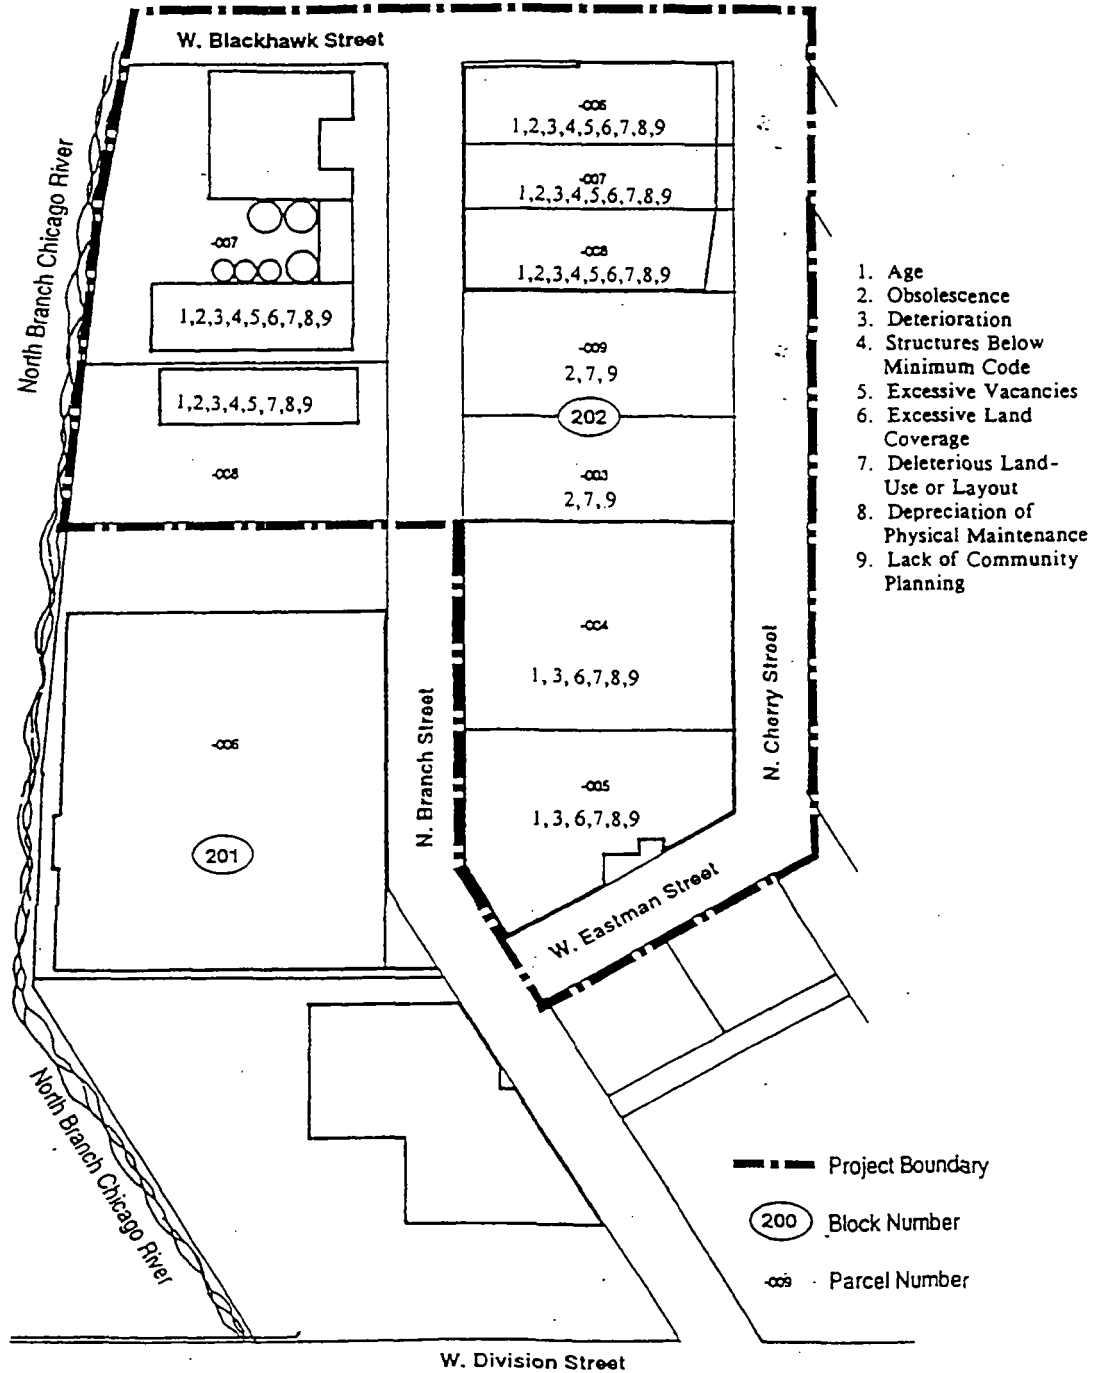 W. Blackhawk Street
North Branch Chicago River
-007
1,2,3,4,5,6,7,8,9
1,2,3,4,5,7,8,9
-008
-006
1,2,3,4,5,6,7,8,9
-007
1,2,3,4,5,6,7,8,9
-008
1,2,3,4,5,6,7,8,9
-009
2,7,9
202
-003
2,7,9
-004
1,3,6,7,8,9
-005
1,3,6,7,8,9
1. Age
2. Obsolescence
3. Deterioration
4. Structures Below
Minimum Code
5. Excessive Vacancies
6. Excessive Land
Coverage
7. Deleterious Land-
Use or Layout
8. Depreciation of
Physical Maintenance
9. Lack of Community
Planning
N. Branch Street
N. Cherry Street
-006
201
W. Eastman Street
North Branch Chicago River
Project Boundary
200 Block Number
-009 Parcel Number
W. Division Street